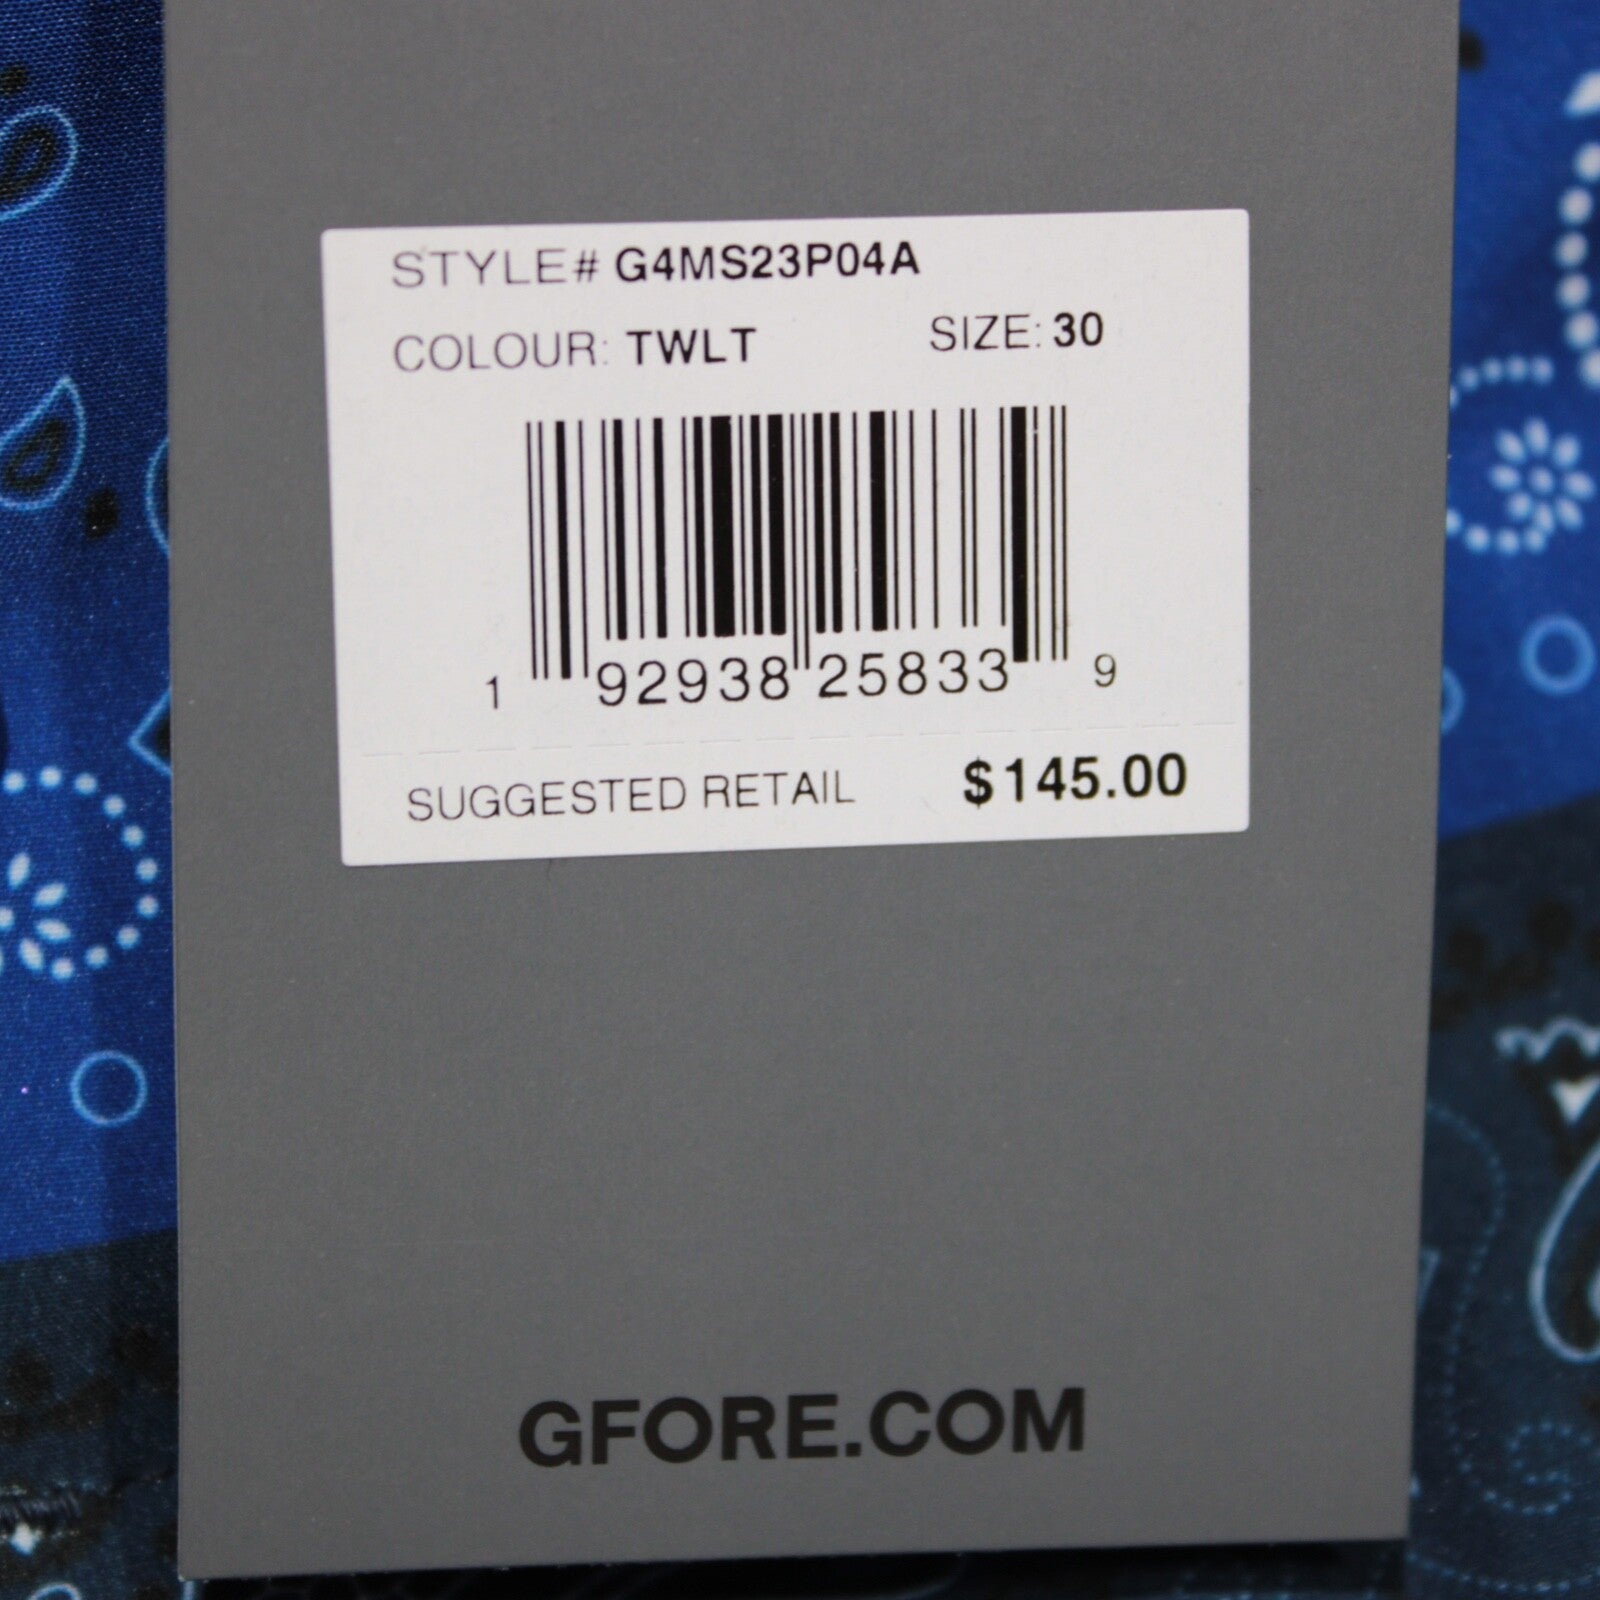 STYLE# G4MS23P04A
COLOUR: TWLT SIZE: 30
1 92938 25833 9
SUGGESTED RETAIL $145.00
GFORE.COM